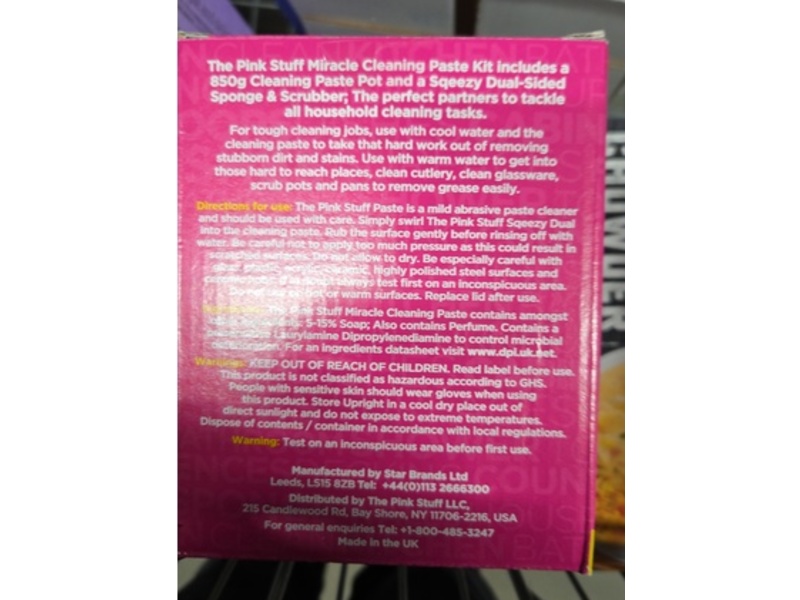 The Pink Stuff Miracle Cleaning Paste Kit includes a
850g Cleaning Paste Pot and a Sqeezy Dual-Sided
Sponge & Scrubber; The perfect partners to tackle
all household cleaning tasks.
For tough cleaning jobs, use with cool water and the
cleaning paste to take that hard work out of removing
stubborn dirt and stains. Use with warm water to get into
those hard to reach places, clean cutlery, clean glassware,
scrub pots and pans to remove grease easily.
Directions for use: The Pink Stuff Paste is a mild abrasive paste cleaner
and should be used with care. Simply swirl The Pink Stuff Sqeezy Dual
into the cleaning paste. Rub the surface gently before rinsing off with
water. Be careful not to apply too much pressure as this could result in
scratched surfaces. Do not allow to dry. Be especially careful with
plastic, ceramic, highly polished steel surfaces and
always test first on an inconspicuous area.
Do not use on hot or warm surfaces. Replace lid after use.
The Pink Stuff Miracle Cleaning Paste contains amongst
5-15% Soap; Also contains Perfume. Contains a
Laurylamine Dipropylenediamine to control microbial
For an ingredients datasheet visit www.dpl.uk.net.
Warnings: KEEP OUT OF REACH OF CHILDREN. Read label before use.
This product is not classified as hazardous according to GHS.
People with sensitive skin should wear gloves when using
this product. Store Upright in a cool dry place out of
direct sunlight and do not expose to extreme temperatures.
Dispose of contents / container in accordance with local regulations.
Warning: Test on an inconspicuous area before first use.
Manufactured by Star Brands Ltd
Leeds, LS15 8ZB Tel: +44(0)113 2666300
Distributed by The Pink Stuff LLC,
215 Candlewood Rd, Bay Shore, NY 11706-2216, USA
For general enquiries Tel: +1-800-485-3247
Made in the UK
CHOWDER